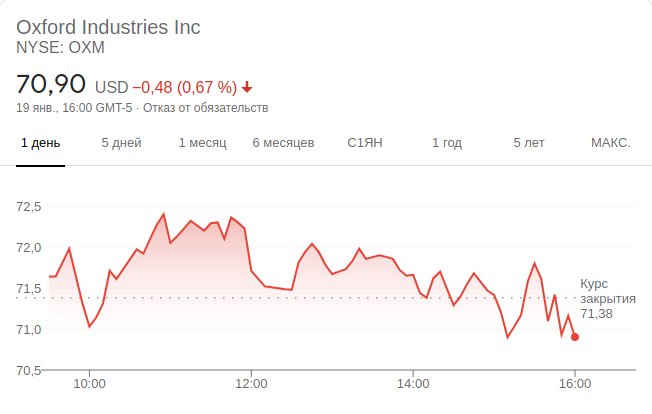 Oxford Industries Inc
NYSE: OXM
70,90 USD −0,48 (0,67 %)
19 янв., 16:00 GMT-5 · Отказ от обязательств
1 день 5 дней 1 месяц 6 месяцев С1ЯН 1 год 5 лет МАКС.
72,5
72,0
71,5
71,0
70,5
Курс
закрытия
71,38
10:00 12:00 14:00 16:00